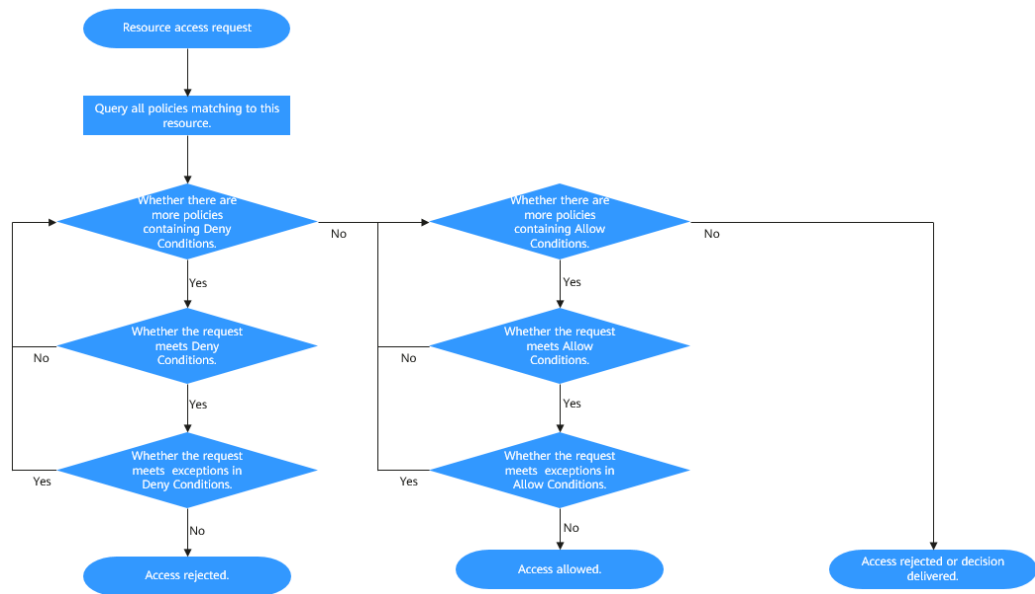 Resource access request
Query all policies matching to this
resource.
Whether there are
more policies
containing Deny
Conditions.
No
Whether there are
more policies
containing Allow
Conditions.
No
Yes
Yes
Whether the request
meets Deny
Conditions.
No
Whether the request
meets Allow
Conditions.
No
Yes
Yes
Whether the request
meets  exceptions in
Deny Conditions.
Yes
Whether the request
meets  exceptions in
Allow Conditions.
Yes
No
No
Access rejected.
Access allowed.
Access rejected or decision
delivered.